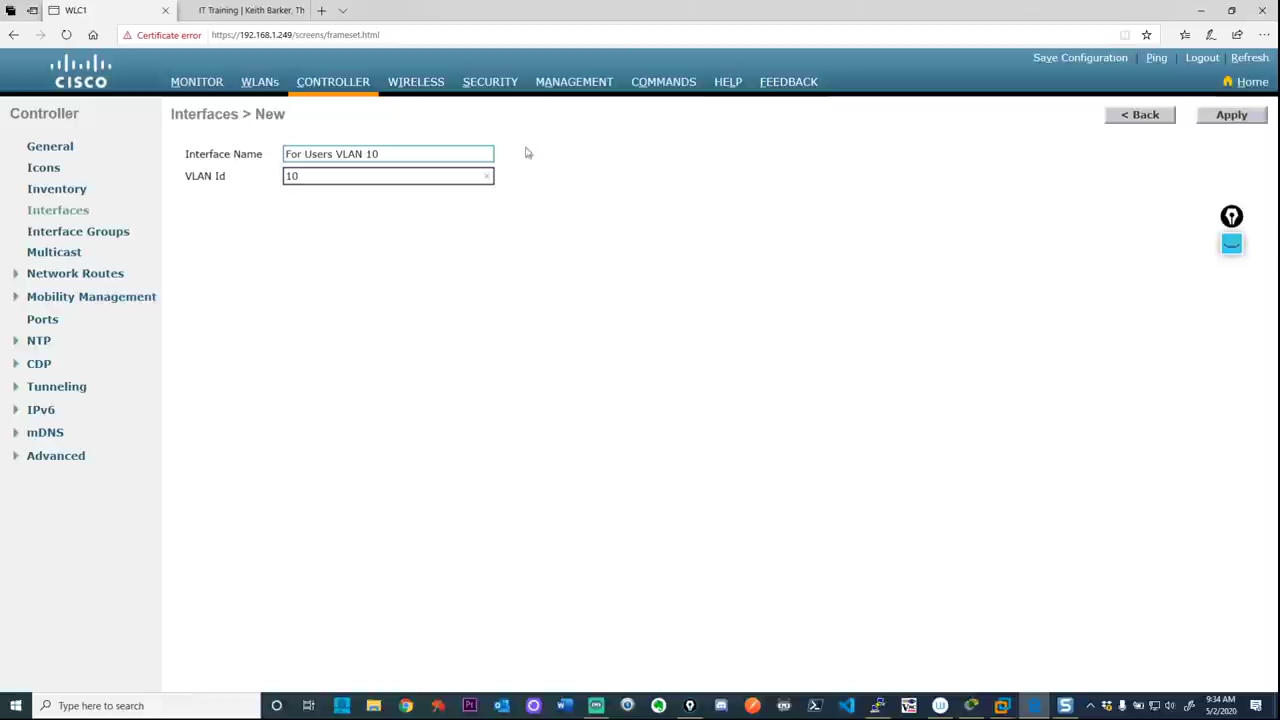 WLC1
IT Training | Keith Barker, Th
Certificate error
https://192.168.1.249/screens/frameset.html
Save Configuration Ping Logout Refresh
CISCO
MONITOR WLANs CONTROLLER WIRELESS SECURITY MANAGEMENT COMMANDS HELP FEEDBACK
Home
Controller
Interfaces > New
< Back
Apply
General
Icons
Inventory
Interfaces
Interface Groups
Multicast
Network Routes
Mobility Management
Ports
NTP
CDP
Tunneling
IPv6
mDNS
Advanced
Interface Name For Users VLAN 10
VLAN Id 10
Type here to search
9:34 AM
5/2/2020